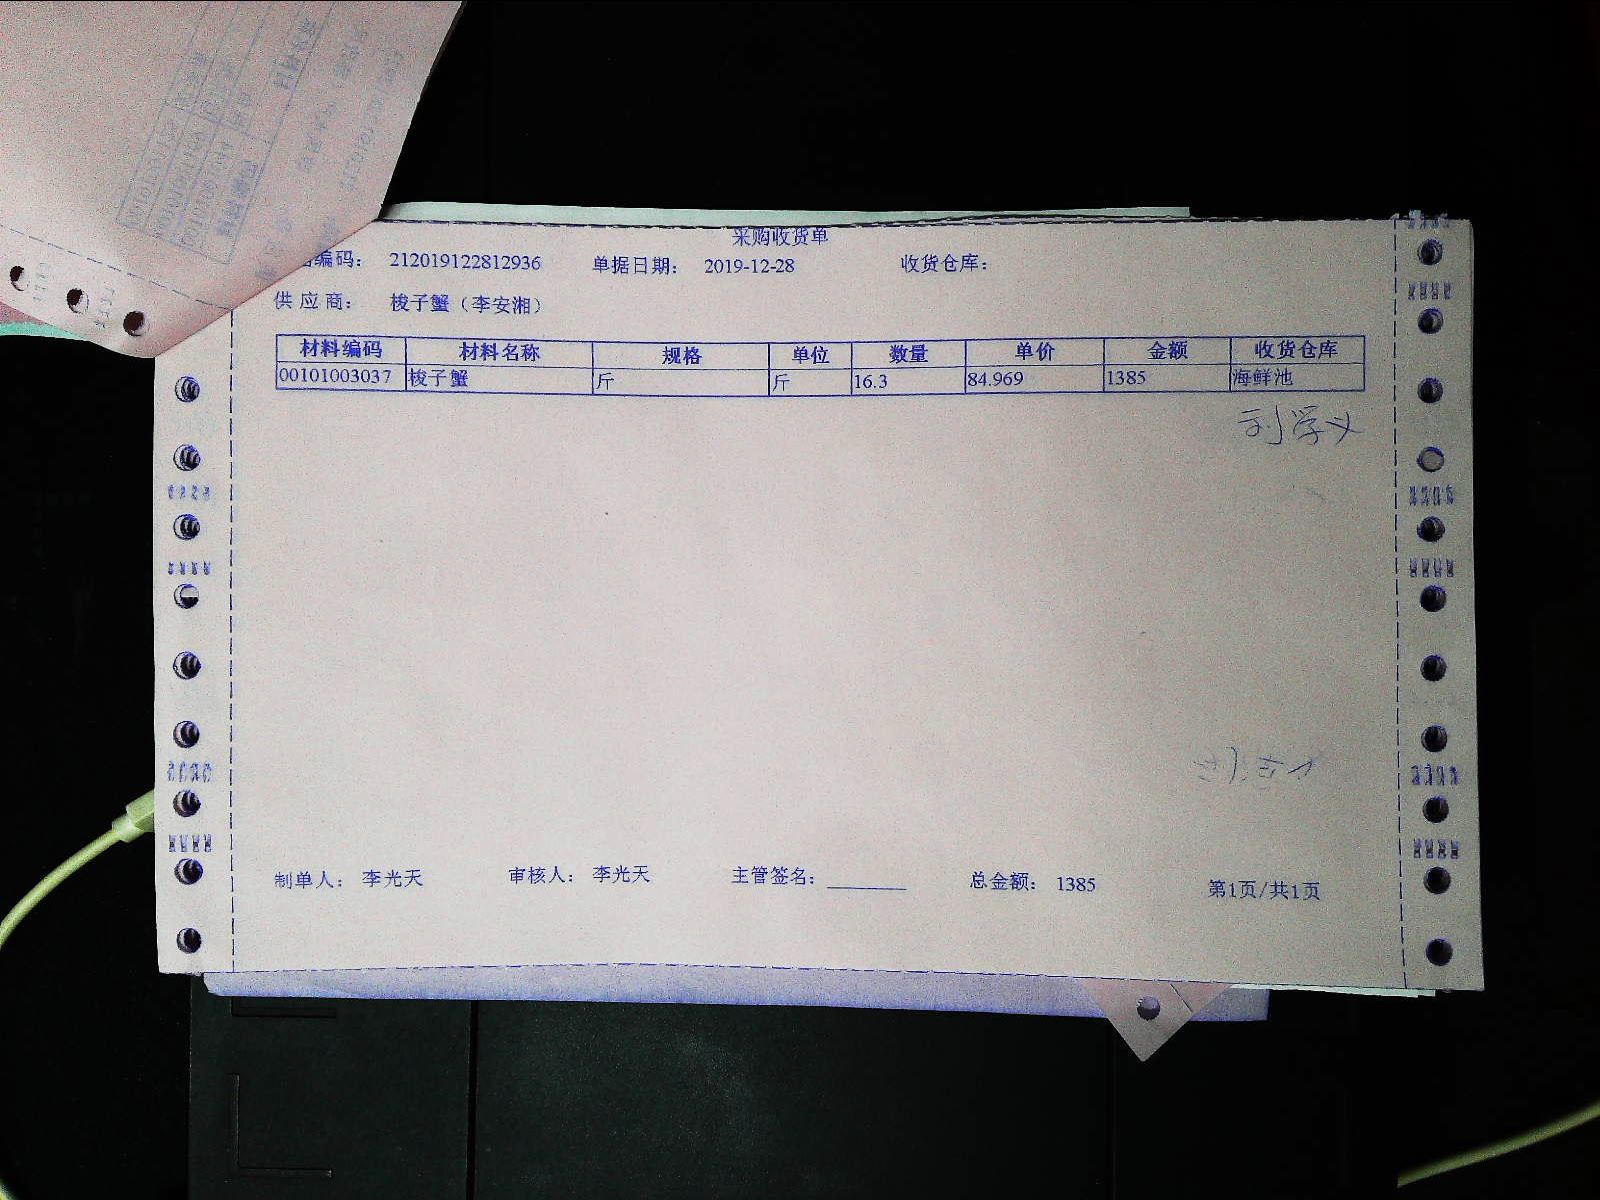 采购收货单
编码： 212019122812936 单据日期： 2019-12-28 收货仓库：
供应商： 梭子蟹（李安湘）
材料编码 材料名称 规格 单位 数量 单价 金额 收货仓库
00101003037 梭子蟹 斤 斤 16.3 84.969 1385 海鲜池
刘学义
制单人： 李光天 审核人： 李光天 主管签名： 总金额： 1385 第1页/共1页